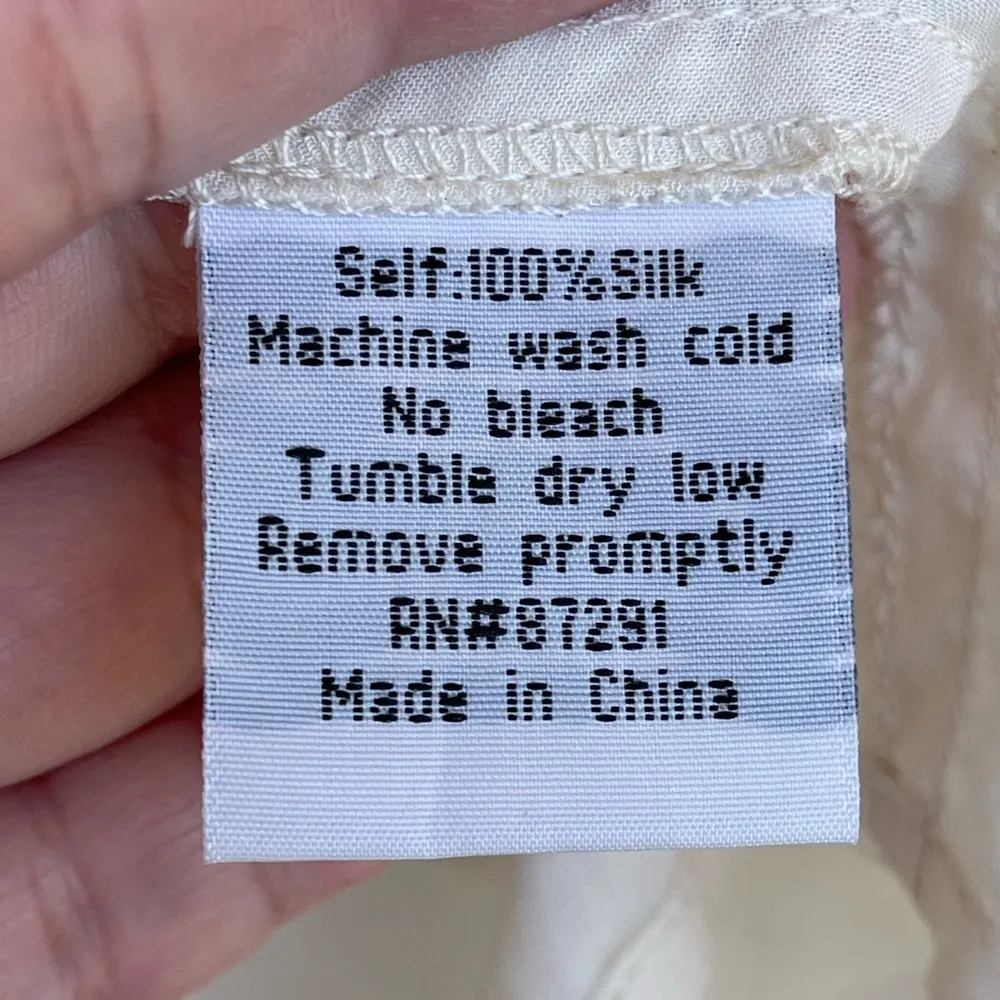 Self:100%Silk
Machine wash cold
No bleach
Tumble dry low
Remove promptly
RN#87291
Made in China